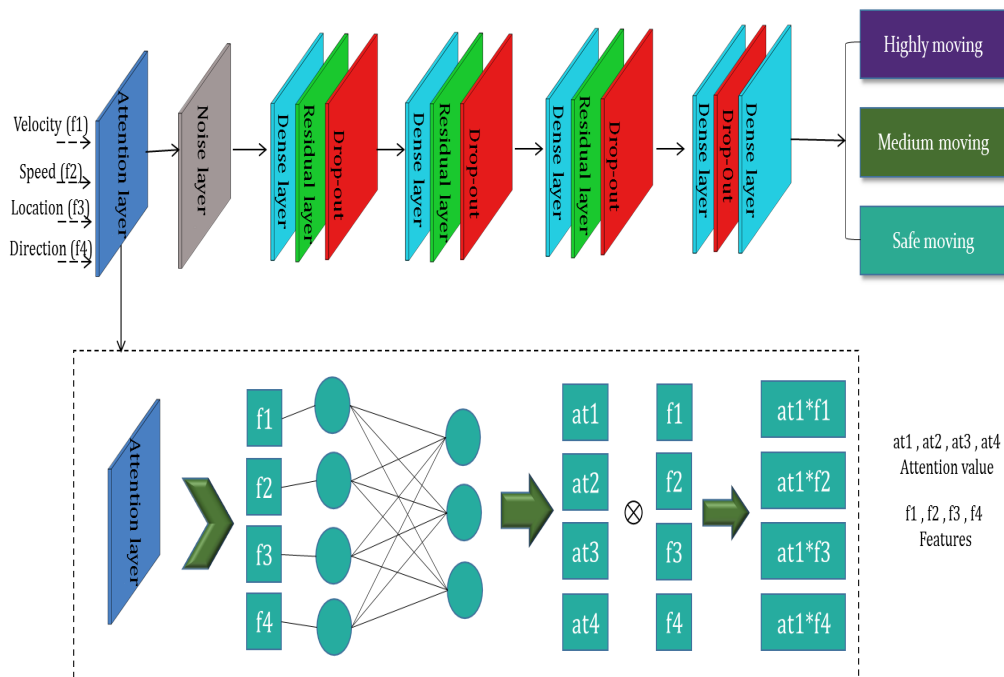 Velocity (f1)
Speed (f2)
Location (f3)
Direction (f4)
Attention layer
Noise layer
Dense layer
Residual layer
Drop-out
Dense layer
Residual layer
Drop-out
Dense layer
Residual layer
Drop-out
Dense layer
Drop-Out
Dense layer
Highly moving
Medium moving
Safe moving
Attention layer
f1
f2
f3
f4
at1
at2
at3
at4
f1
f2
f3
f4
at1*f1
at1*f2
at1*f3
at1*f4
at1 , at2 , at3 , at4
Attention value
f1 , f2 , f3 , f4
Features